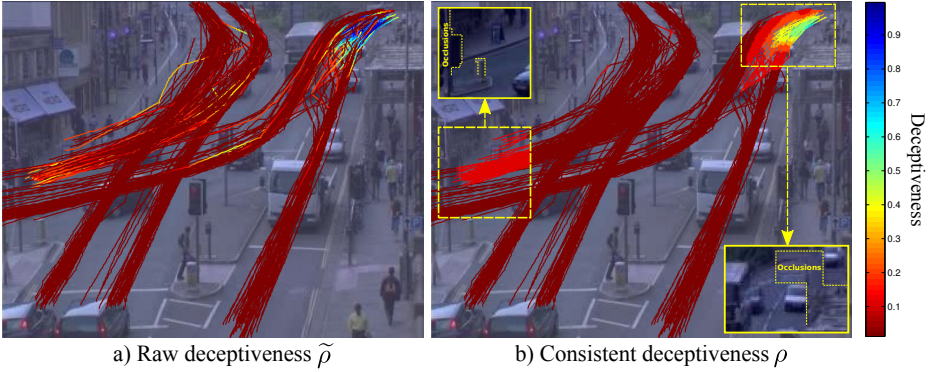 Occlusions
Occlusions
0.9
0.8
0.7
0.6
0.5
0.4
0.3
0.2
0.1
Deceptiveness
a) Raw deceptiveness ρ̃
b) Consistent deceptiveness ρ